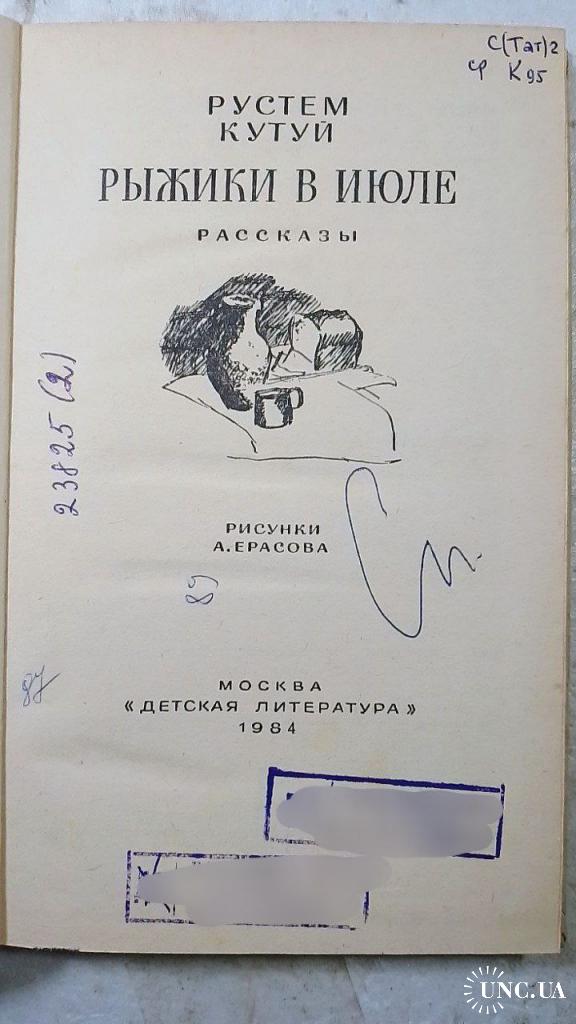 С(Тат)2
ср К95
РУСТЕМ
КУТУЙ
РЫЖИКИ В ИЮЛЕ
РАССКАЗЫ
23825(2)
РИСУНКИ
А.ЕРАСОВА
87
МОСКВА
«ДЕТСКАЯ ЛИТЕРАТУРА»
1984
UNC.UA